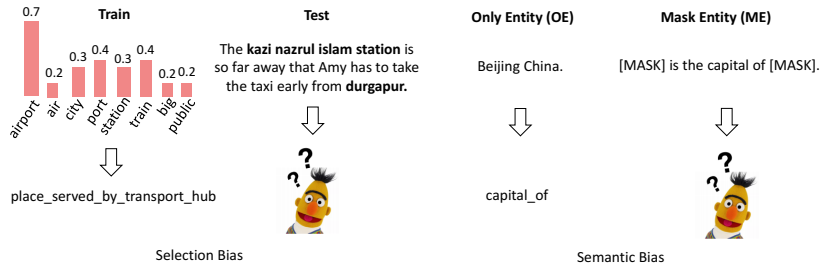 Train
0.7
0.2
0.3
0.4
0.3
0.4
0.2
0.2
airport
air
city
port
station
train
big
public
place_served_by_transport_hub
Test
The kazi nazrul islam station is
so far away that Amy has to take
the taxi early from durgapur.
? ? ?
Selection Bias
Only Entity (OE)
Beijing China.
capital_of
Mask Entity (ME)
[MASK] is the capital of [MASK].
? ? ?
Semantic Bias